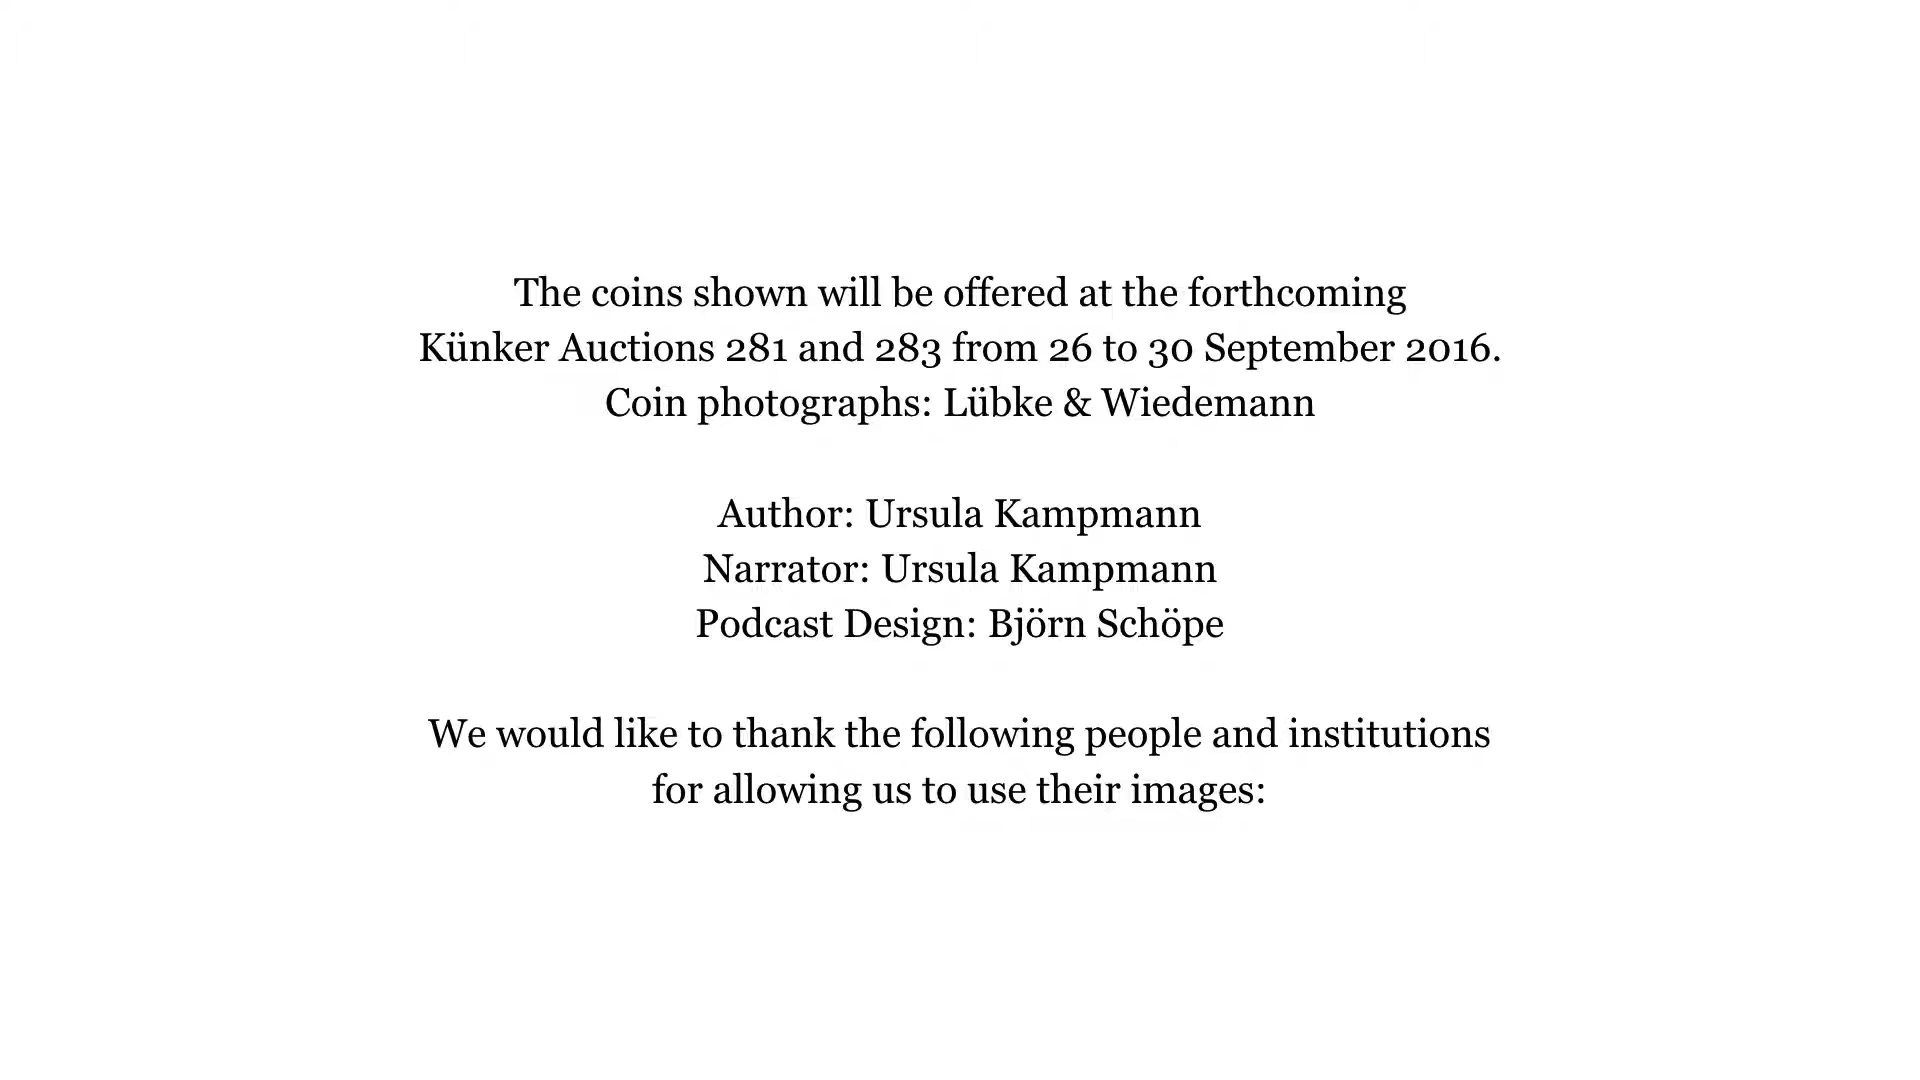 The coins shown will be offered at the forthcoming
Künker Auctions 281 and 283 from 26 to 30 September 2016.
Coin photographs: Lübke & Wiedemann
Author: Ursula Kampmann
Narrator: Ursula Kampmann
Podcast Design: Björn Schöpe
We would like to thank the following people and institutions
for allowing us to use their images: